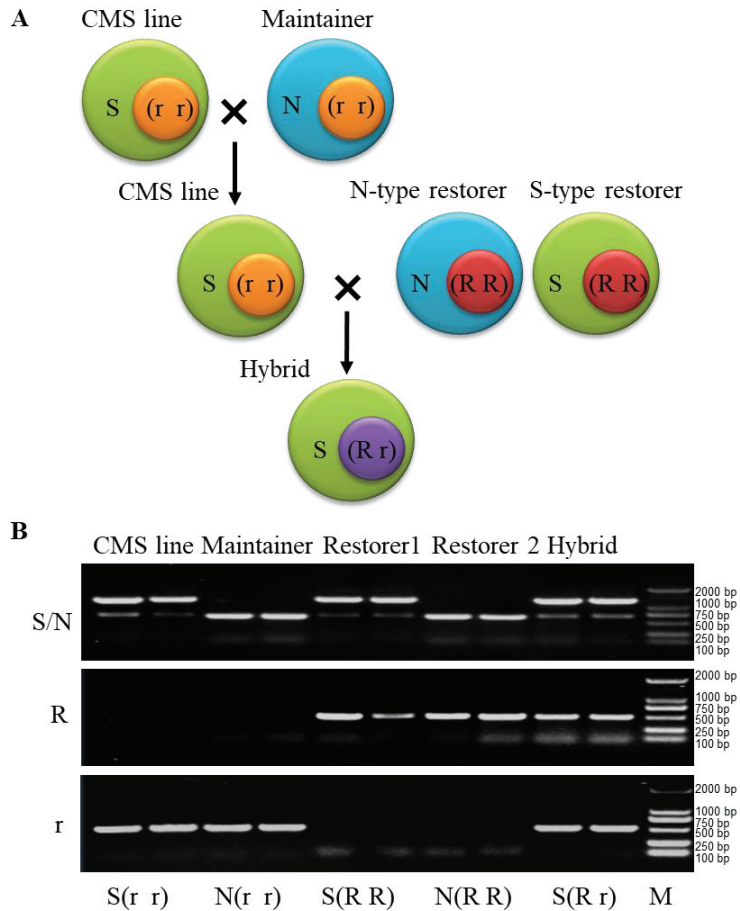 A
CMS line Maintainer
S (r r) × N (r r)
CMS line N-type restorer S-type restorer
S (r r) × N (R R) S (R R)
Hybrid
S (R r)
B
CMS line Maintainer Restorer1 Restorer 2 Hybrid
S/N
2000 bp
1000 bp
750 bp
500 bp
250 bp
100 bp
R
2000 bp
1000 bp
750 bp
500 bp
250 bp
100 bp
r
2000 bp
1000 bp
750 bp
500 bp
250 bp
100 bp
S(r r) N(r r) S(R R) N(R R) S(R r) M